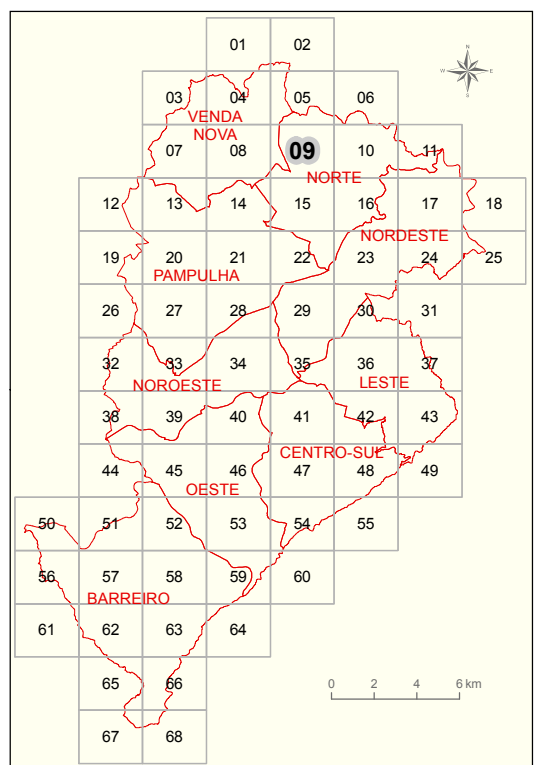 01 02
N
W E
S
03 04 05 06
VENDA
NOVA
07 08 09 10 11
NORTE
12 13 14 15 16 17 18
NORDESTE
19 20 21 22 23 24 25
PAMPULHA
26 27 28 29 30 31
32 33 34 35 36 37
NOROESTE LESTE
38 39 40 41 42 43
CENTRO-SUL
44 45 46 47 48 49
OESTE
50 51 52 53 54 55
56 57 58 59 60
BARREIRO
61 62 63 64
65 66
0 2 4 6 km
67 68